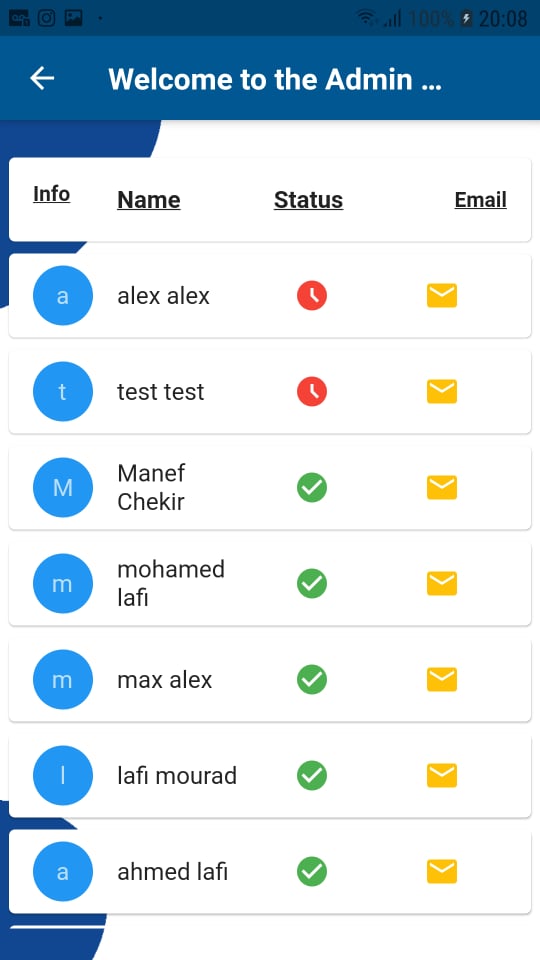 100% 20:08
Welcome to the Admin ...
Info Name Status Email
a alex alex
t test test
M Manef
Chekir
m mohamed
lafi
m max alex
l lafi mourad
a ahmed lafi